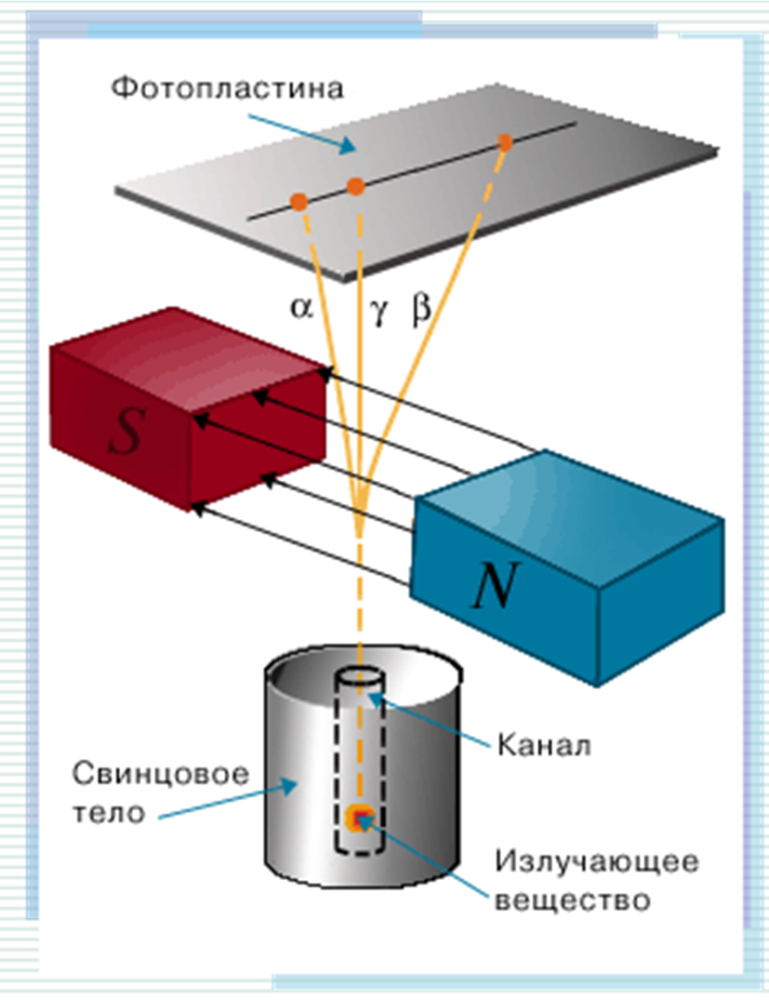 Фотопластина
α
γ
β
S
N
Канал
Свинцовое
тело
Излучающее
вещество